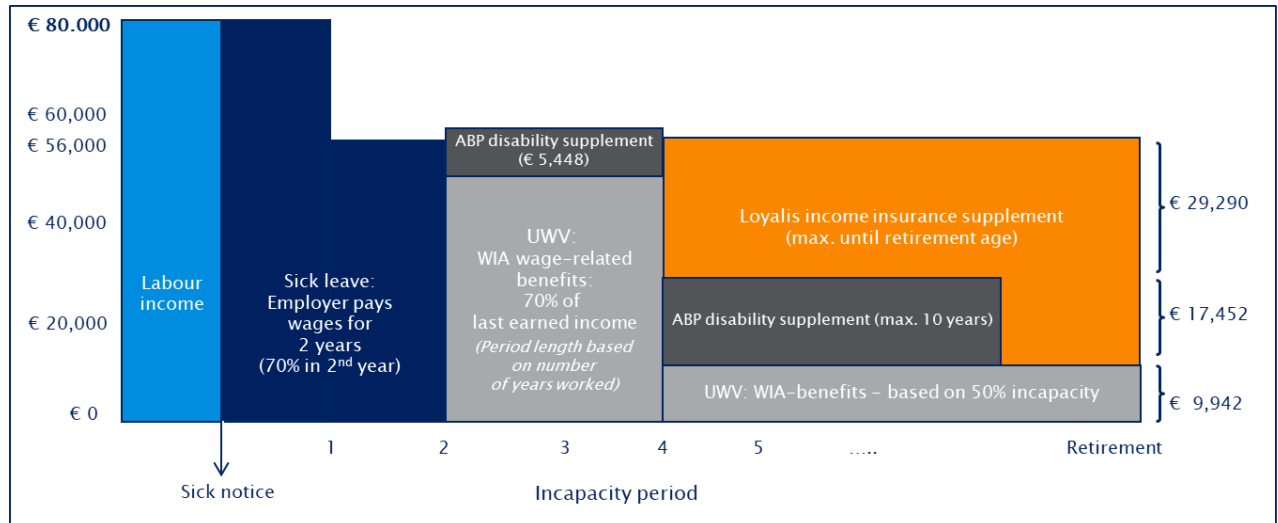 € 80.000
€ 60,000
€ 56,000
€ 40,000
€ 20,000
€ 0
Labour
income
Sick leave:
Employer pays
wages for
2 years
(70% in 2nd year)
ABP disability supplement
(€ 5,448)
UWV:
WIA wage-related
benefits:
70% of
last earned income
(Period length based
on number
of years worked)
Loyalis income insurance supplement
(max. until retirement age)
ABP disability supplement (max. 10 years)
UWV: WIA-benefits – based on 50% incapacity
€ 29,290
€ 17,452
€ 9,942
1 2 3 4 5 ..... Retirement
Sick notice
Incapacity period